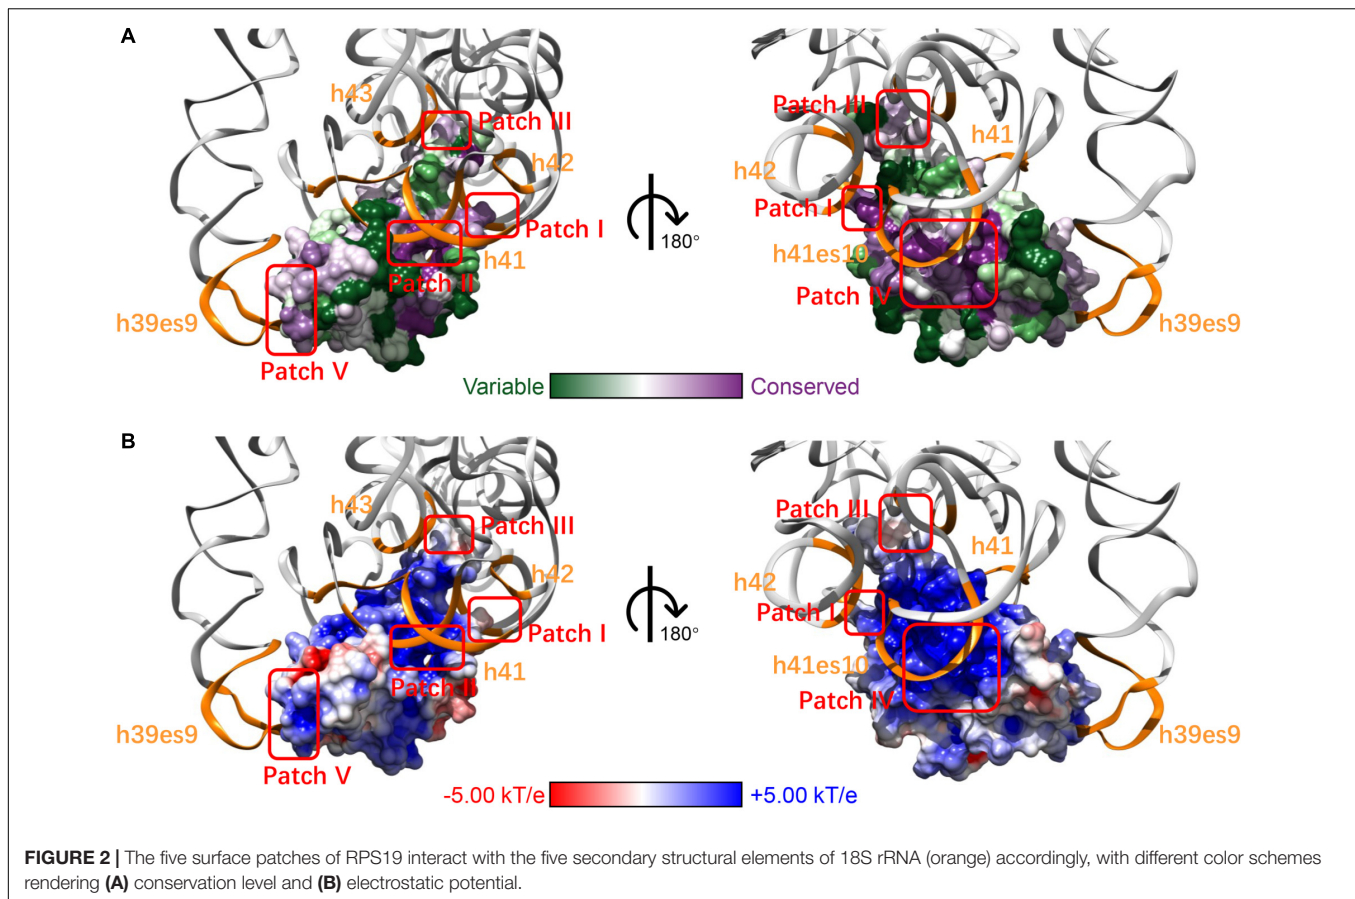 A
h43
Patch III
h42
Patch I
h41
Patch II
h39es9
Patch V
180°
Patch III
h41
h42
Patch I
h41es10
Patch IV
h39es9
Variable
Conserved
B
h43
Patch III
h42
Patch I
h41
Patch II
h39es9
Patch V
180°
Patch III
h41
h42
Patch I
h41es10
Patch IV
h39es9
-5.00 kT/e
+5.00 kT/e
FIGURE 2 | The five surface patches of RPS19 interact with the five secondary structural elements of 18S rRNA (orange) accordingly, with different color schemes
rendering (A) conservation level and (B) electrostatic potential.